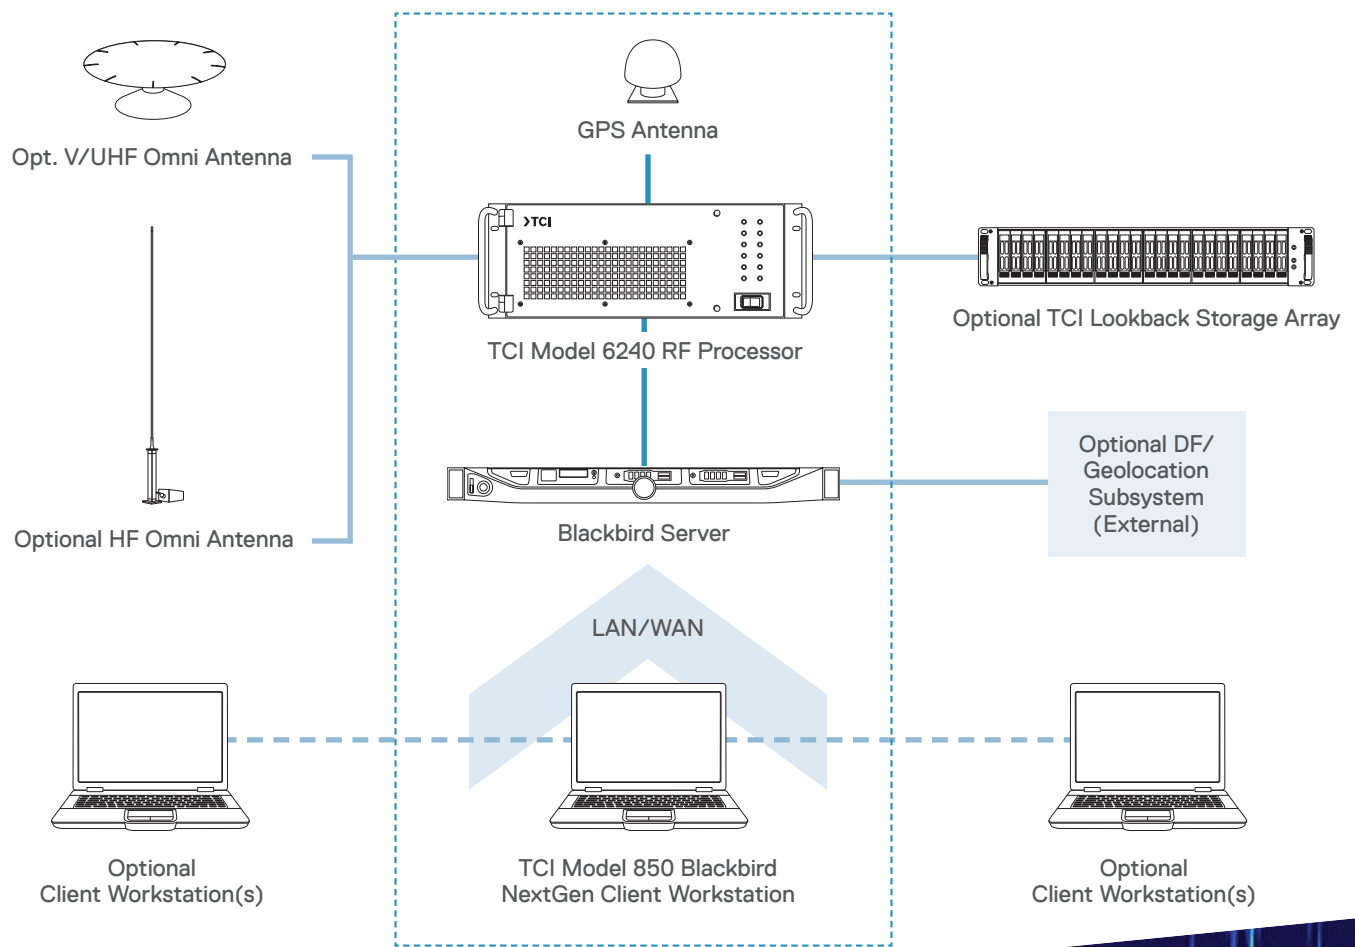 GPS Antenna
Opt. V/UHF Omni Antenna
TCI
Optional TCI Lookback Storage Array
TCI Model 6240 RF Processor
Optional DF/
Geolocation
Subsystem
(External)
Blackbird Server
Optional HF Omni Antenna
LAN/WAN
Optional
Client Workstation(s)
TCI Model 850 Blackbird
NextGen Client Workstation
Optional
Client Workstation(s)